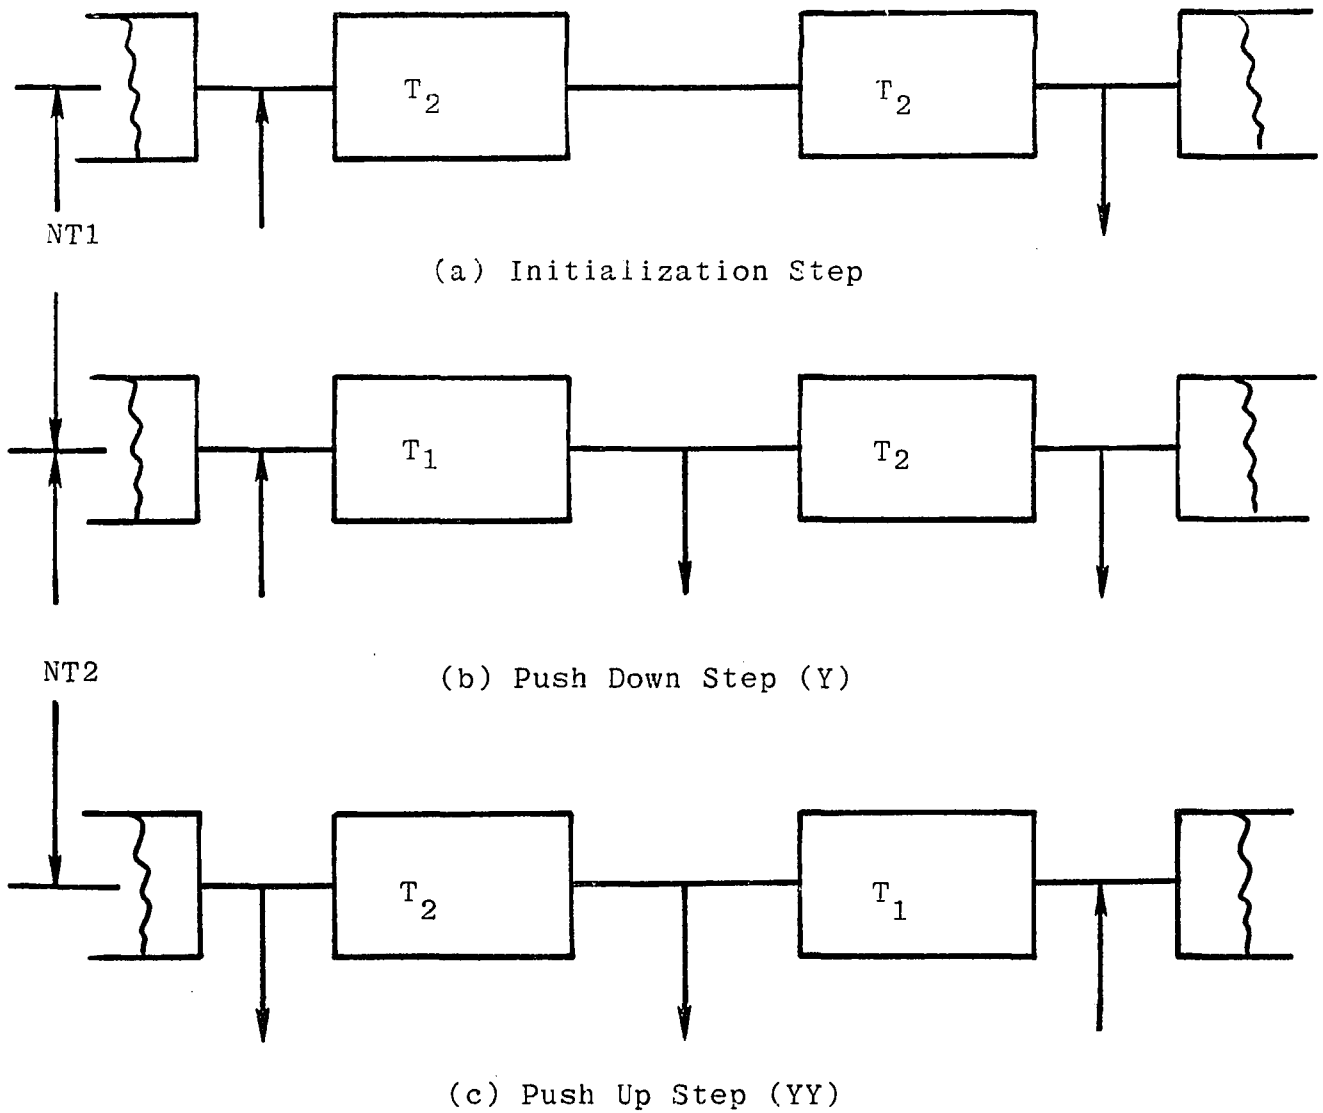 T2 T2
NT1
(a) Initialization Step
T1 T2
NT2
(b) Push Down Step (Y)
T2 T1
(c) Push Up Step (YY)